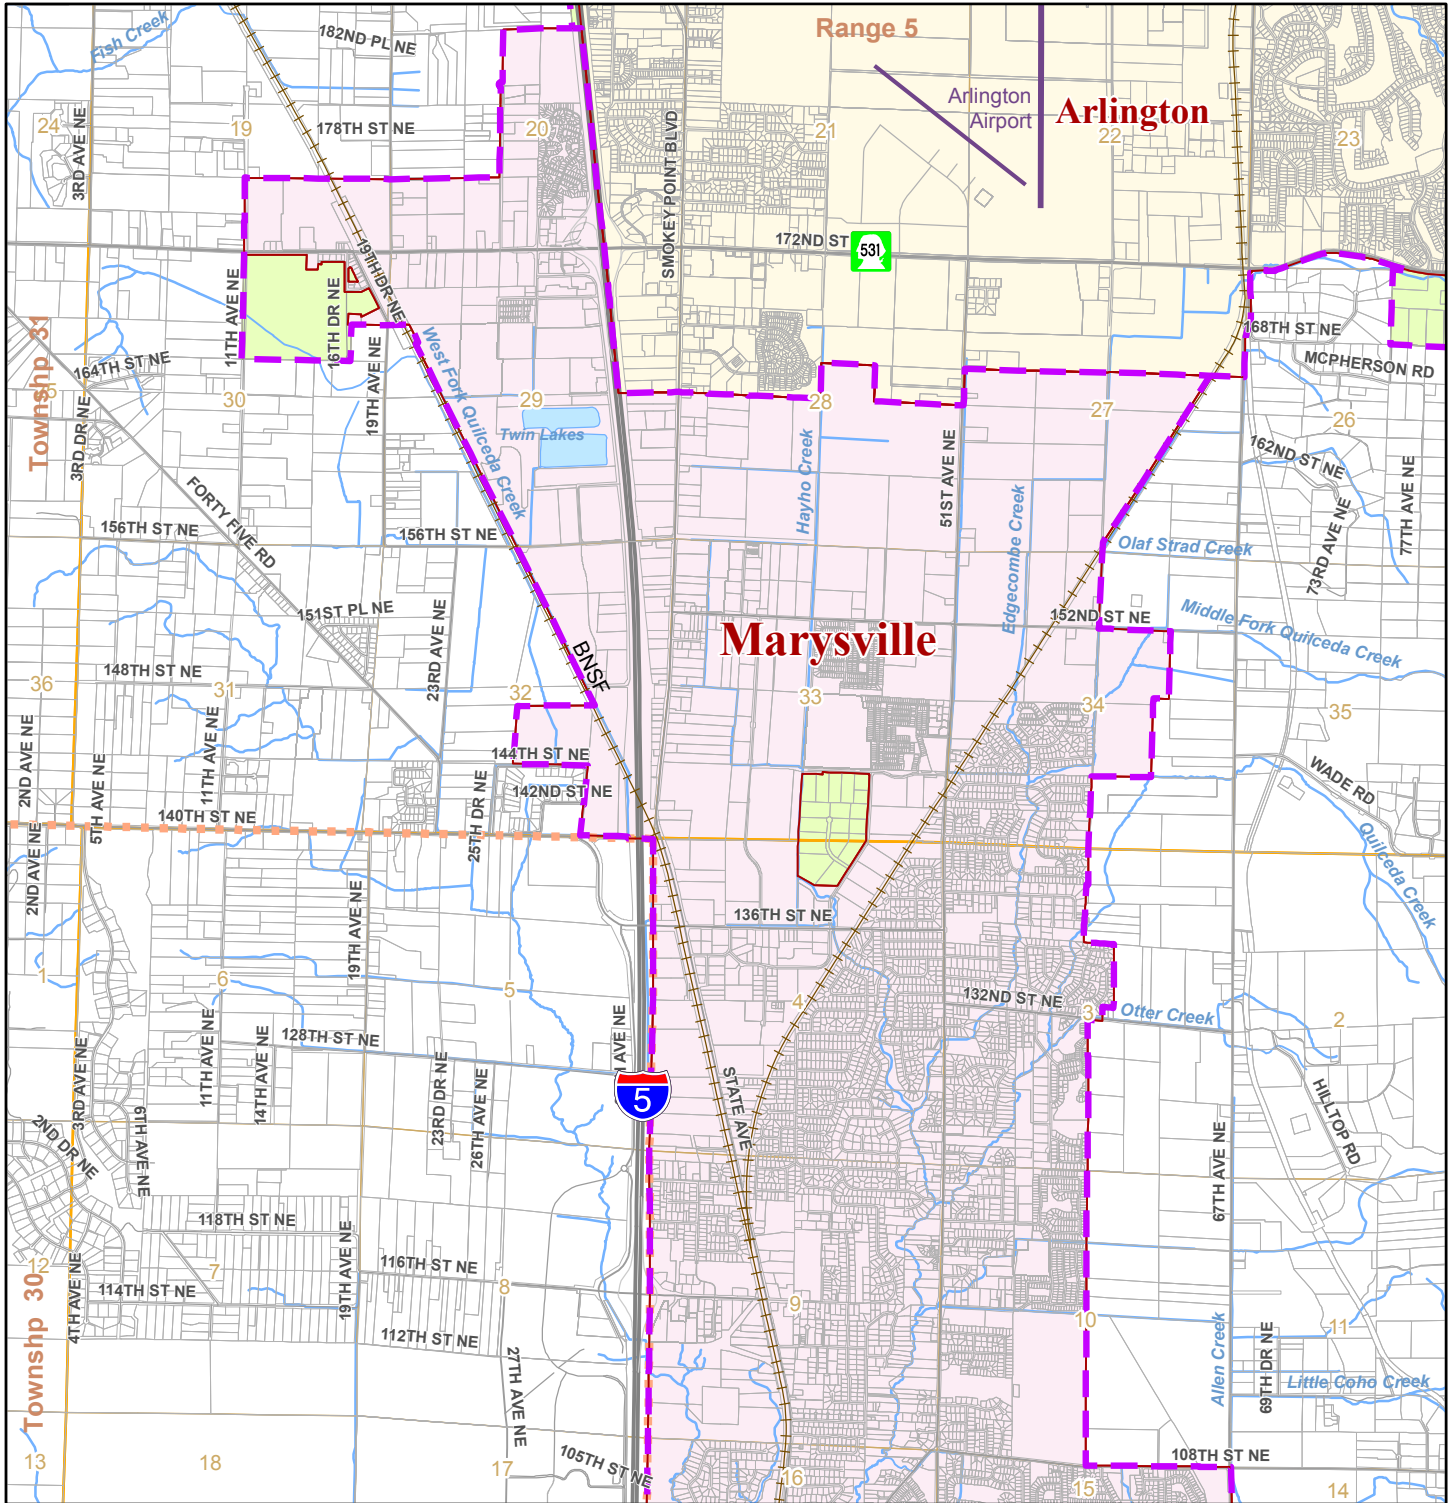 Range 5
Fish Creek
182ND PL NE
Arlington
Airport
Arlington
24
3RD AVE NE
19
178TH ST NE
20
SMOKEY POINT BLVD
21
22
23
172ND ST
531
19TH DR NE
11TH AVE NE
16TH DR NE
168TH ST NE
MCPHERSON RD
Townshp 31
164TH ST NE
19TH AVE NE
West Fork Quilceda Creek
30
29
28
27
26
Twin Lakes
3RD DR NE
Hayho Creek
51ST AVE NE
Edgecombe Creek
162ND ST NE
77TH AVE NE
73RD AVE NE
FORTY FIVE RD
156TH ST NE
156TH ST NE
Olaf Strad Creek
151ST PL NE
23RD AVE NE
152ND ST NE
Middle Fork Quilceda Creek
Marysville
BNSF
148TH ST NE
36
31
32
33
34
35
2ND AVE NE
5TH AVE NE
11TH AVE NE
144TH ST NE
142ND ST NE
25TH DR NE
WADE RD
140TH ST NE
2ND AVE NE
Quilceda Creek
136TH ST NE
19TH AVE NE
1
6
5
4
132ND ST NE
3
Otter Creek
2
128TH ST NE
11TH AVE NE
14TH AVE NE
3RD AVE NE
23RD DR NE
26TH AVE NE
AVE NE
5
STATE AVE
HILLTOP RD
2ND DR NE
6TH AVE NE
67TH AVE NE
118TH ST NE
19TH AVE NE
116TH ST NE
12
7
8
9
10
11
114TH ST NE
4TH AVE NE
112TH ST NE
Townshp 30
27TH AVE NE
Allen Creek
69TH DR NE
Little Coho Creek
105TH ST NE
108TH ST NE
13
18
17
16
15
14